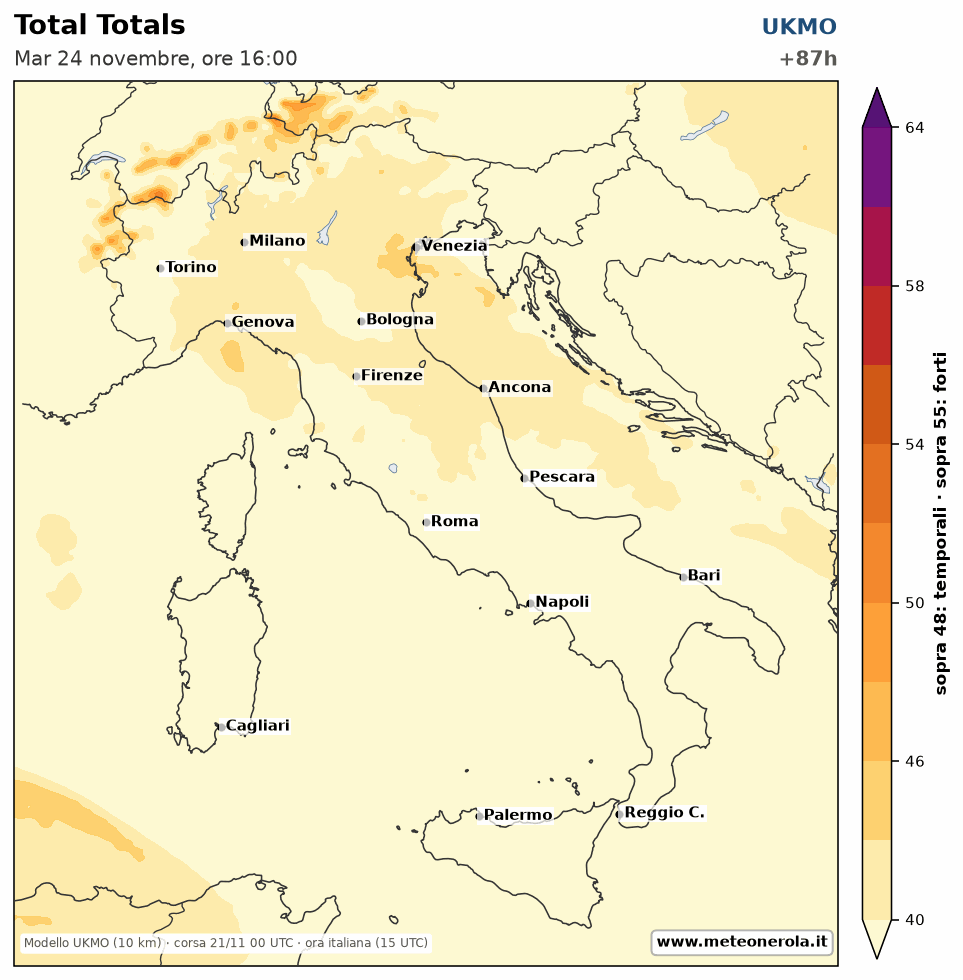 Total Totals
UKMO
Mar 24 novembre, ore 16:00
+87h
Milano
Venezia
Torino
Genova
Bologna
Firenze
Ancona
Pescara
Roma
Bari
Napoli
Cagliari
Palermo
Reggio C.
64
58
54
50
46
40
sopra 48: temporali · sopra 55: forti
Modello UKMO (10 km) · corsa 21/11 00 UTC · ora italiana (15 UTC)
www.meteonerola.it